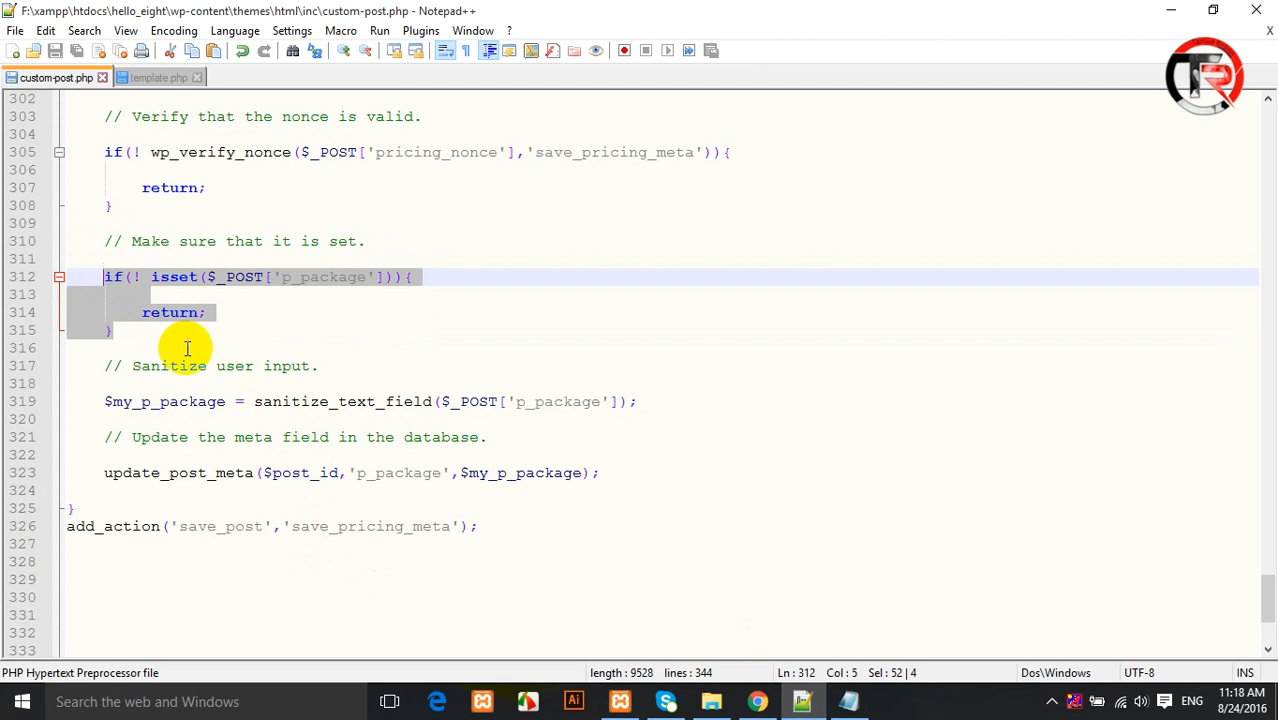 F:\xampp\htdocs\hello_eight\wp-content\themes\html\inc\custom-post.php - Notepad++
File Edit Search View Encoding Language Settings Macro Run Plugins Window ?
X
custom-post.php template.php
TR
302
303 // Verify that the nonce is valid.
304
305 if(! wp_verify_nonce($_POST['pricing_nonce'],'save_pricing_meta')){
306
307 return;
308 }
309
310 // Make sure that it is set.
311
312 if(! isset($_POST['p_package'])){
313
314 return;
315 }
316
317 // Sanitize user input.
318
319 $my_p_package = sanitize_text_field($_POST['p_package']);
320
321 // Update the meta field in the database.
322
323 update_post_meta($post_id,'p_package',$my_p_package);
324
325 }
326 add_action('save_post','save_pricing_meta');
327
328
329
330
331
332
333
PHP Hypertext Preprocessor file length : 9528 lines : 344 Ln : 312 Col : 5 Sel : 52 | 4 Dos\Windows UTF-8 INS
Search the web and Windows
Ai
ENG
11:18 AM
8/24/2016